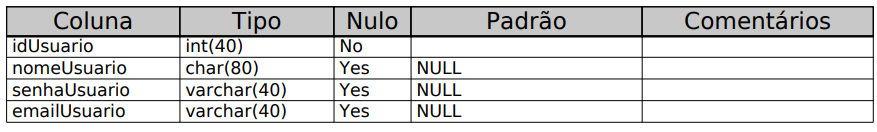 Coluna Tipo Nulo Padrão Comentários
idUsuario int(40) No
nomeUsuario char(80) Yes NULL
senhaUsuario varchar(40) Yes NULL
emailUsuario varchar(40) Yes NULL